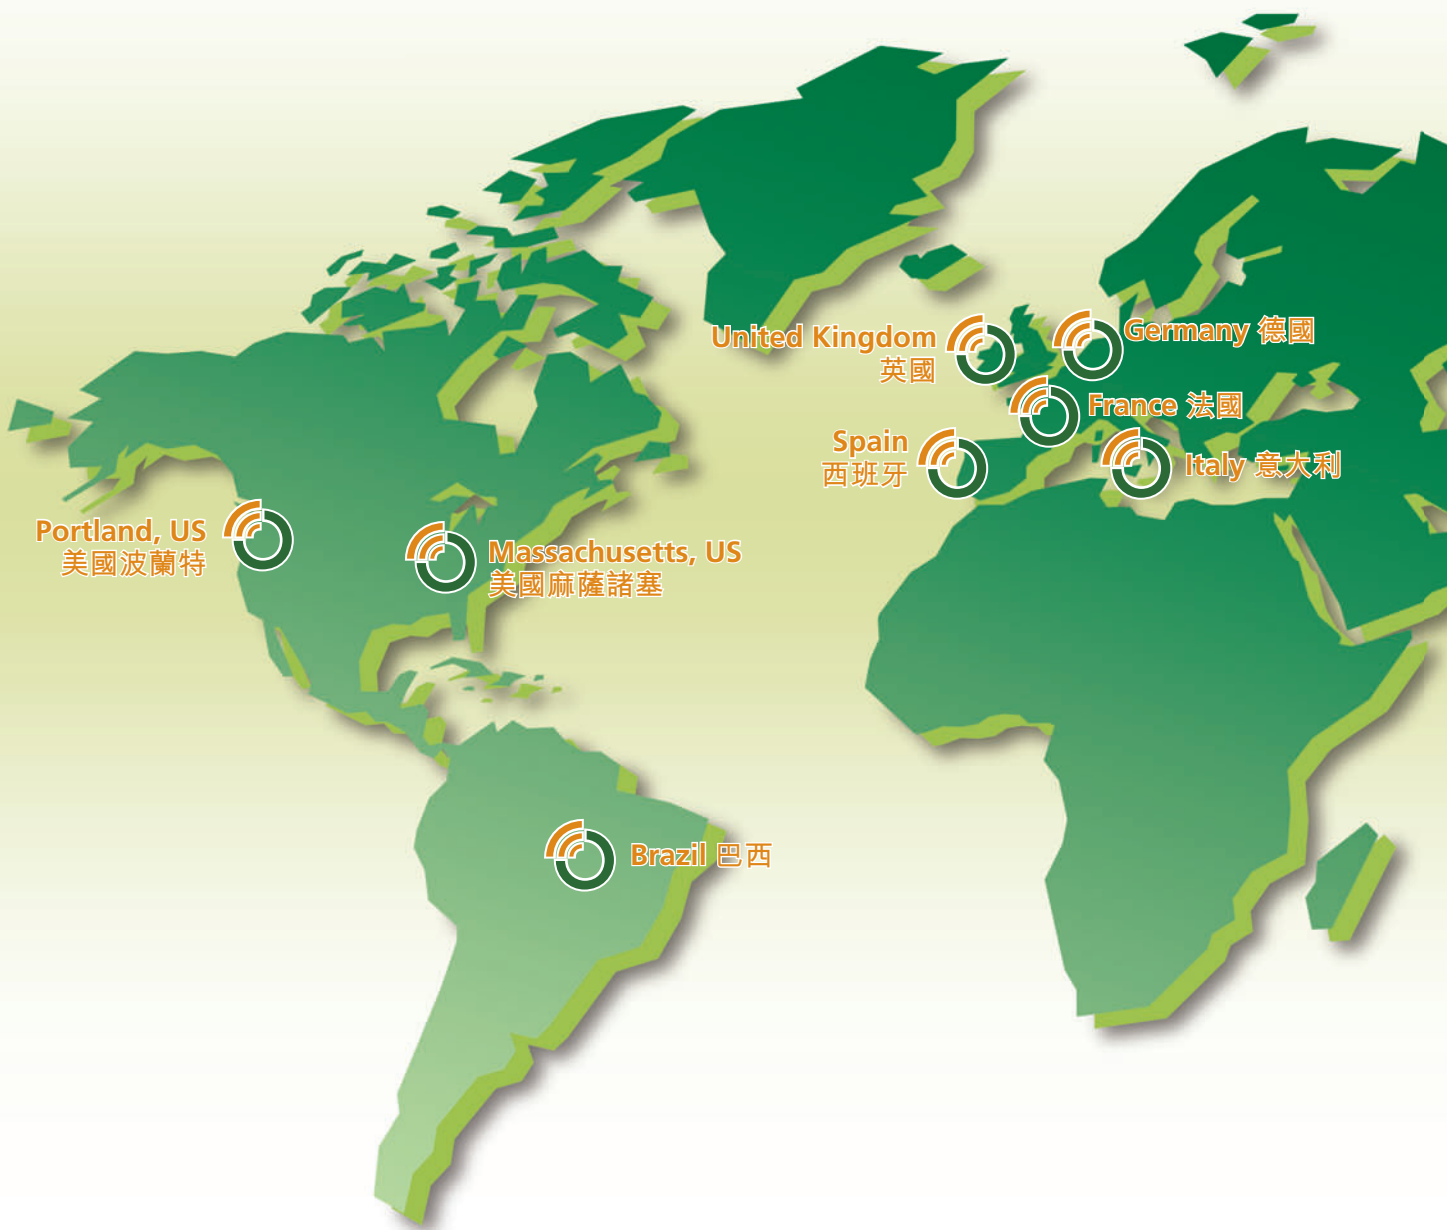 United Kingdom
英國
Germany 德國
France 法國
Spain
西班牙
Italy 意大利
Portland, US
美國波蘭特
Massachusetts, US
美國麻薩諸塞
Brazil 巴西